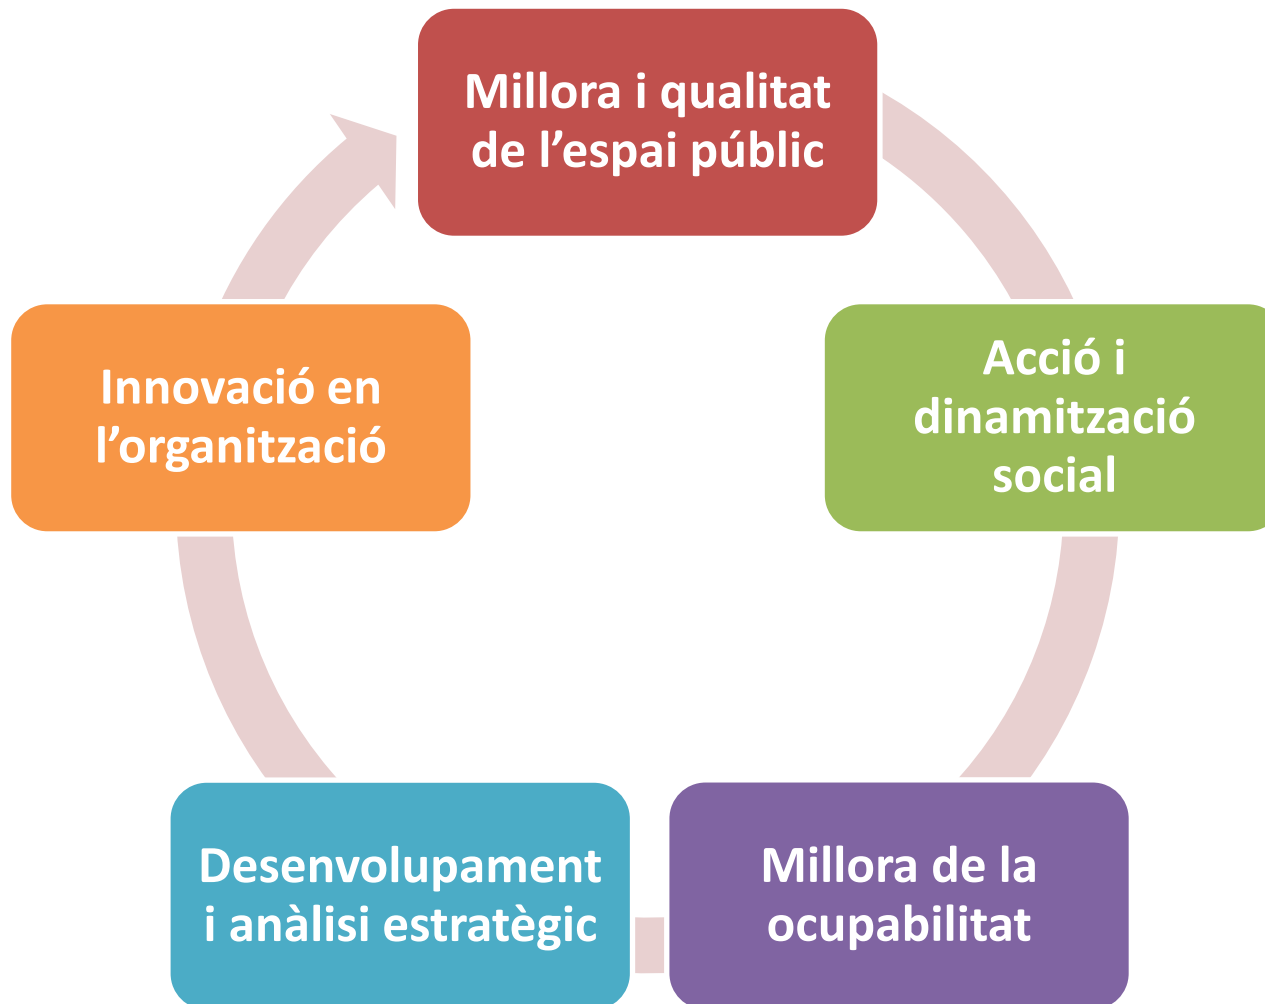 Millora i qualitat
de l’espai públic
Acció i
dinamització
social
Millora de la
ocupabilitat
Desenvolupament
i anàlisi estratègic
Innovació en
l’organització